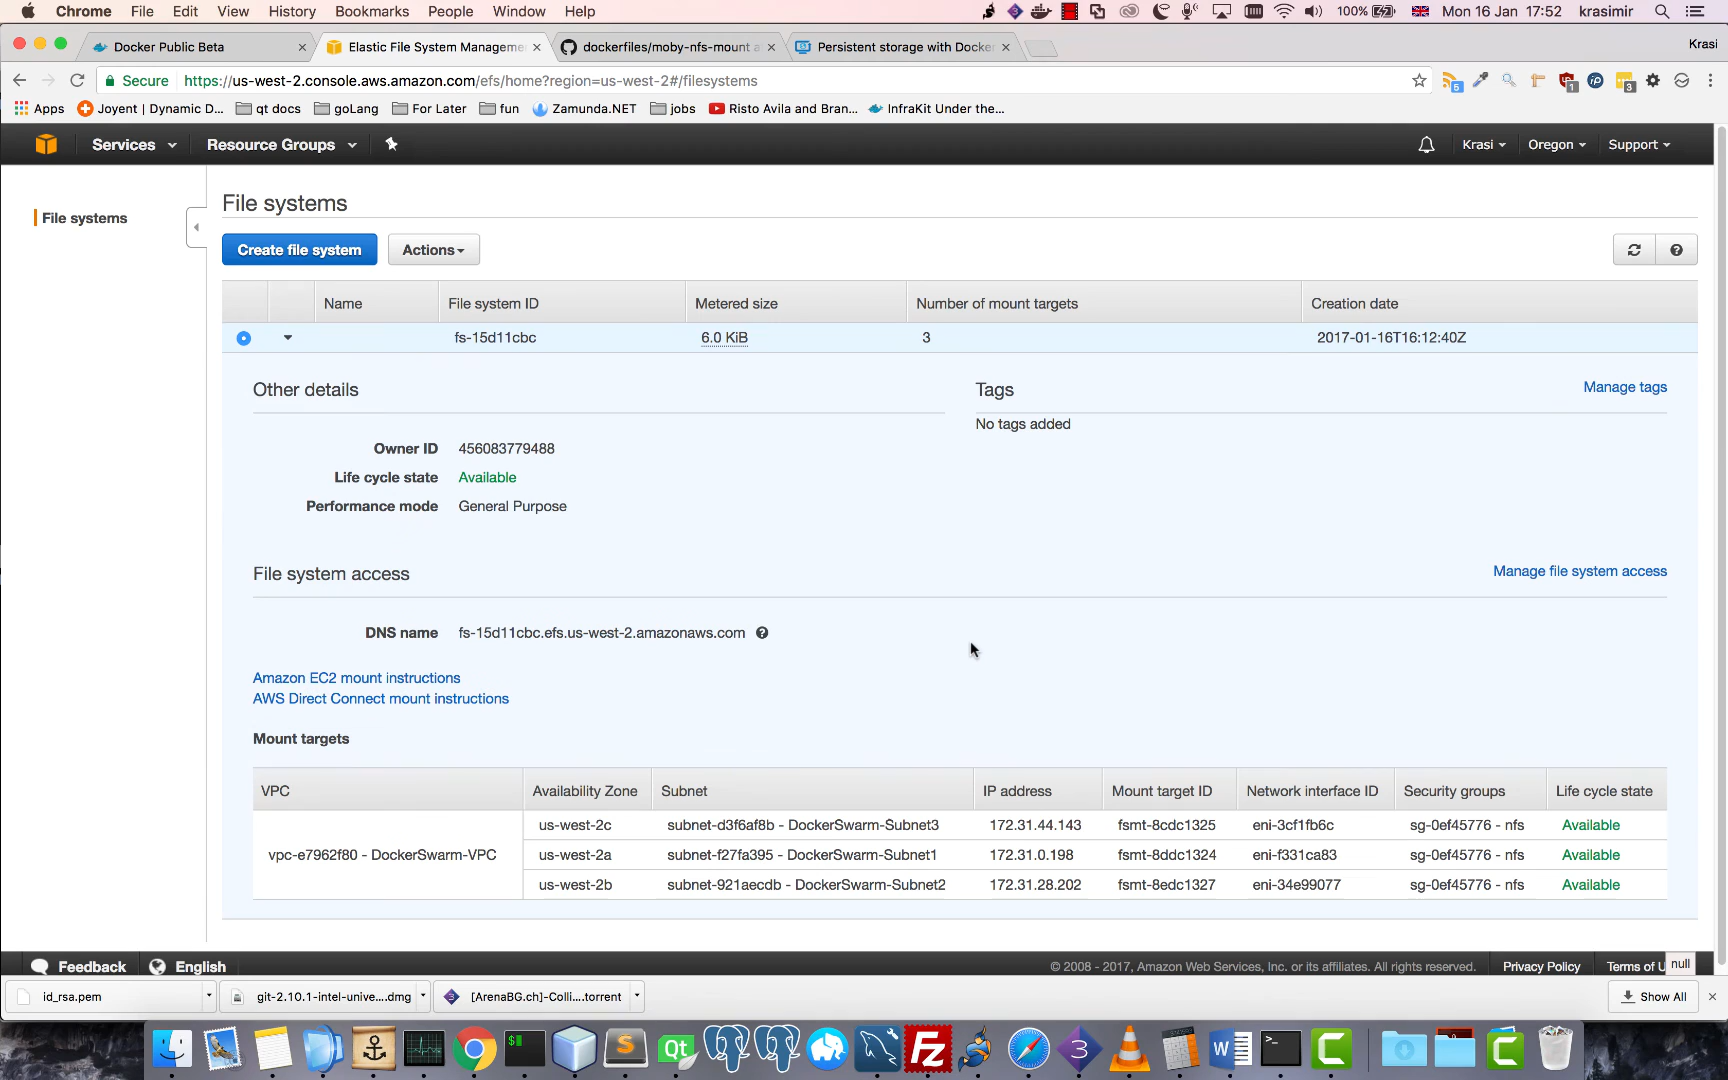 Chrome File Edit View History Bookmarks People Window Help 100% Mon 16 Jan 17:52 krasimir
Docker Public Beta Elastic File System Manageme dockerfiles/moby-nfs-mount a Persistent storage with Docke Krasi
Secure https://us-west-2.console.aws.amazon.com/efs/home?region=us-west-2#/filesystems
Apps Joyent | Dynamic D... qt docs goLang For Later fun Zamunda.NET jobs Risto Avila and Bran... InfraKit Under the...
Services Resource Groups Krasi Oregon Support
File systems
File systems
Create file system Actions
Name File system ID Metered size Number of mount targets Creation date
fs-15d11cbc 6.0 KiB 3 2017-01-16T16:12:40Z
Other details Tags Manage tags
No tags added
Owner ID 456083779488
Life cycle state Available
Performance mode General Purpose
File system access Manage file system access
DNS name fs-15d11cbc.efs.us-west-2.amazonaws.com
Amazon EC2 mount instructions
AWS Direct Connect mount instructions
Mount targets
VPC Availability Zone Subnet IP address Mount target ID Network interface ID Security groups Life cycle state
us-west-2c subnet-d3f6af8b - DockerSwarm-Subnet3 172.31.44.143 fsmt-8cdc1325 eni-3cf1fb6c sg-0ef45776 - nfs Available
vpc-e7962f80 - DockerSwarm-VPC us-west-2a subnet-f27fa395 - DockerSwarm-Subnet1 172.31.0.198 fsmt-8ddc1324 eni-f331ca83 sg-0ef45776 - nfs Available
us-west-2b subnet-921aecdb - DockerSwarm-Subnet2 172.31.28.202 fsmt-8edc1327 eni-34e99077 sg-0ef45776 - nfs Available
Feedback English © 2008 - 2017, Amazon Web Services, Inc. or its affiliates. All rights reserved. Privacy Policy Terms of U null
id_rsa.pem git-2.10.1-intel-unive....dmg [ArenaBG.ch]-Colli....torrent Show All